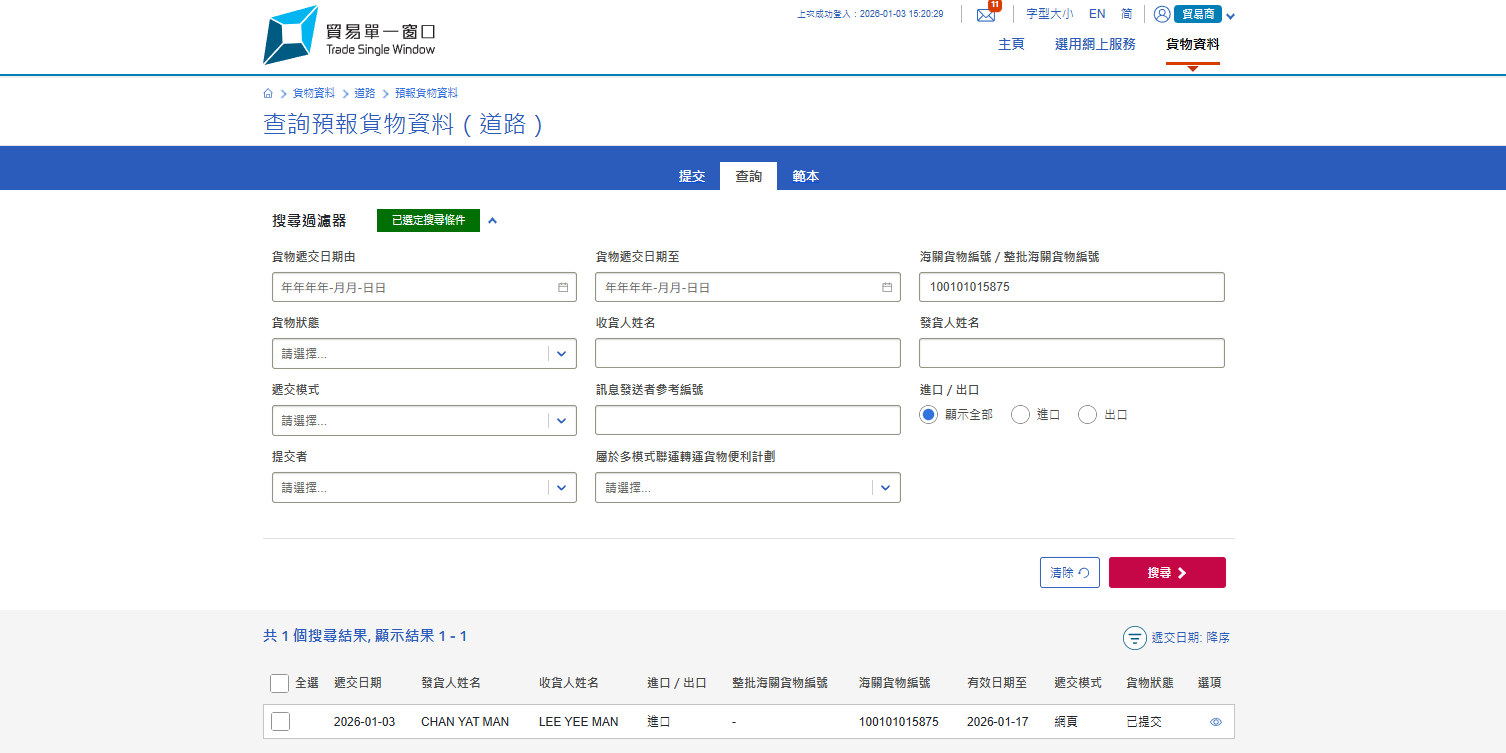 貿易單一窗口
Trade Single Window
上次成功登入：2026-01-03 15:20:29
11
字型大小
EN
简
貿易商
主頁
選用網上服務
貨物資料
貨物資料
道路
預報貨物資料
查詢預報貨物資料 ( 道路 )
提交
查詢
範本
搜尋過濾器
已選定搜尋條件
貨物遞交日期由
貨物遞交日期至
海關貨物編號 / 整批海關貨物編號
年年年年-月月-日日
年年年年-月月-日日
100101015875
貨物狀態
收貨人姓名
發貨人姓名
請選擇...
遞交模式
訊息發送者參考編號
進口 / 出口
請選擇...
顯示全部
進口
出口
提交者
屬於多模式聯運轉運貨物便利計劃
請選擇...
請選擇...
清除
搜尋
共 1 個搜尋結果, 顯示結果 1 - 1
遞交日期: 降序
全選 遞交日期 發貨人姓名 收貨人姓名 進口 / 出口 整批海關貨物編號 海關貨物編號 有效日期至 遞交模式 貨物狀態 選項
2026-01-03 CHAN YAT MAN LEE YEE MAN 進口 - 100101015875 2026-01-17 網頁 已提交